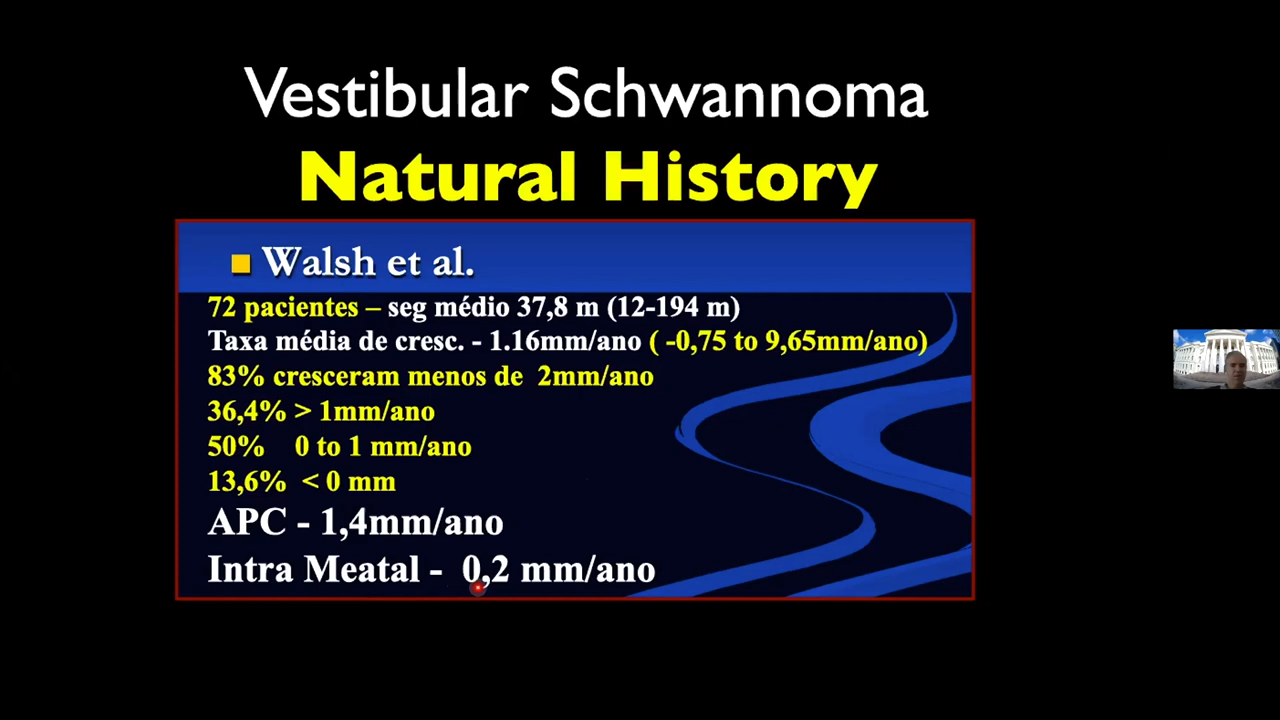 Vestibular Schwannoma
Natural History
Walsh et al.
72 pacientes – seg médio 37,8 m (12-194 m)
Taxa média de cresc. - 1.16mm/ano ( -0,75 to 9,65mm/ano)
83% cresceram menos de 2mm/ano
36,4% > 1mm/ano
50% 0 to 1 mm/ano
13,6% < 0 mm
APC - 1,4mm/ano
Intra Meatal - 0,2 mm/ano